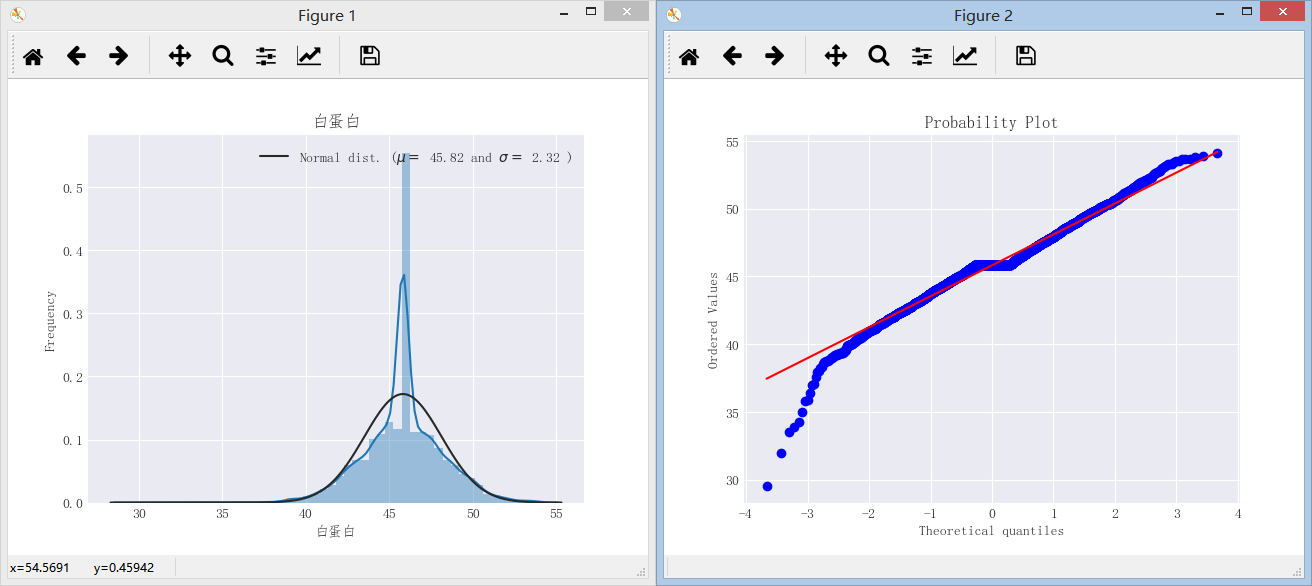 Figure 1
白蛋白
Normal dist. (μ = 45.82 and σ = 2.32 )
0.5
0.4
0.3
0.2
0.1
0.0
Frequency
30 35 40 45 50 55
白蛋白
x=54.5691 y=0.45942
Figure 2
Probability Plot
55
50
45
40
35
30
Ordered Values
-4 -3 -2 -1 0 1 2 3 4
Theoretical quantiles